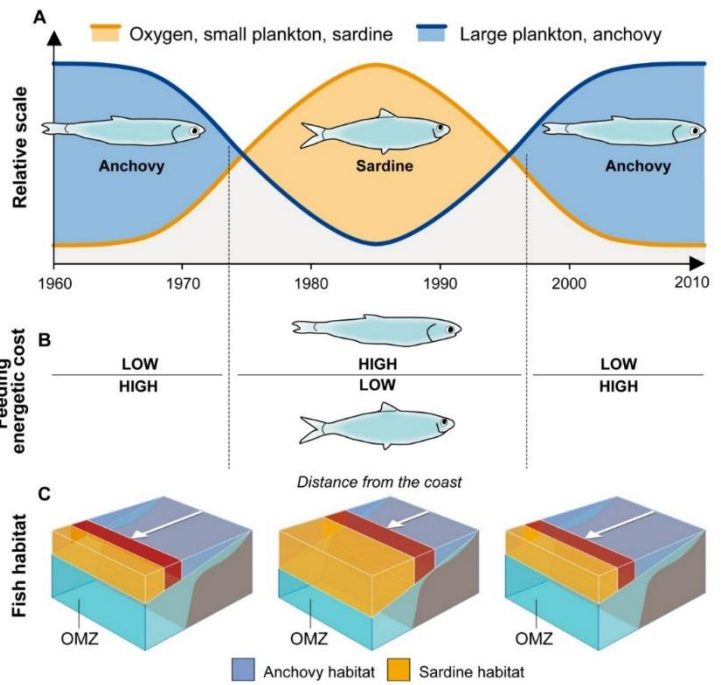 A
Oxygen, small plankton, sardine
Large plankton, anchovy
Relative scale
Anchovy
Sardine
Anchovy
1960
1970
1980
1990
2000
2010
B
Feeding
energetic cost
LOW
HIGH
LOW
HIGH
LOW
HIGH
Distance from the coast
C
Fish habitat
OMZ
OMZ
OMZ
Anchovy habitat
Sardine habitat